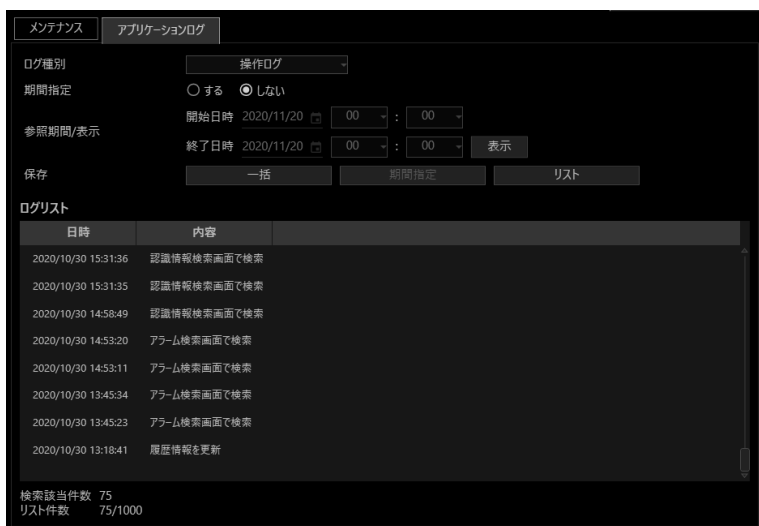 メンテナンス アプリケーションログ
ログ種別 操作ログ
期間指定 する しない
参照期間/表示
開始日時 2020/11/20 00 : 00
終了日時 2020/11/20 00 : 00 表示
保存 一括 期間指定 リスト
ログリスト
日時 内容
2020/10/30 15:31:36 認識情報検索画面で検索
2020/10/30 15:31:35 認識情報検索画面で検索
2020/10/30 14:58:49 認識情報検索画面で検索
2020/10/30 14:53:20 アラーム検索画面で検索
2020/10/30 14:53:11 アラーム検索画面で検索
2020/10/30 13:45:34 アラーム検索画面で検索
2020/10/30 13:45:23 アラーム検索画面で検索
2020/10/30 13:18:41 履歴情報を更新
検索該当件数 75
リスト件数 75/1000